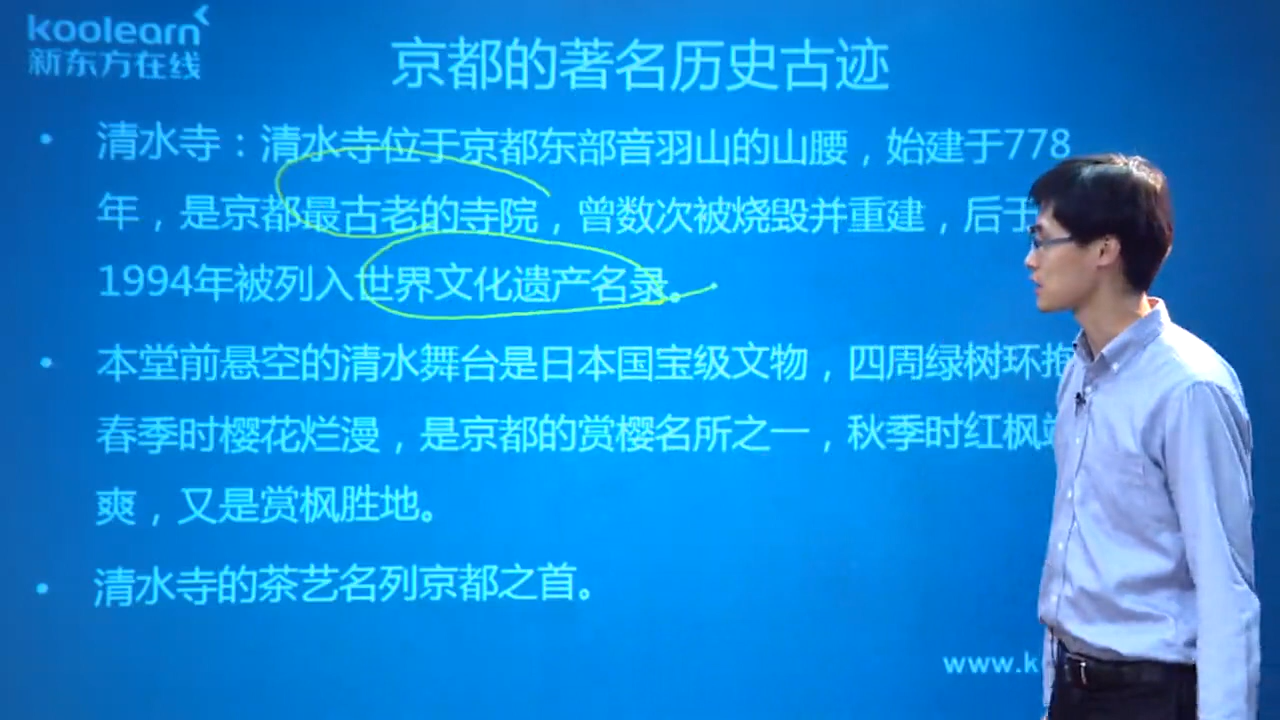 koolearn
新东方在线
京都的著名历史古迹
• 清水寺：清水寺位于京都东部音羽山的山腰，始建于778
年，是京都最古老的寺院，曾数次被烧毁并重建，后于
1994年被列入世界文化遗产名录。
• 本堂前悬空的清水舞台是日本国宝级文物，四周绿树环抱
春季时樱花烂漫，是京都的赏樱名所之一，秋季时红枫
爽，又是赏枫胜地。
• 清水寺的茶艺名列京都之首。
www.k